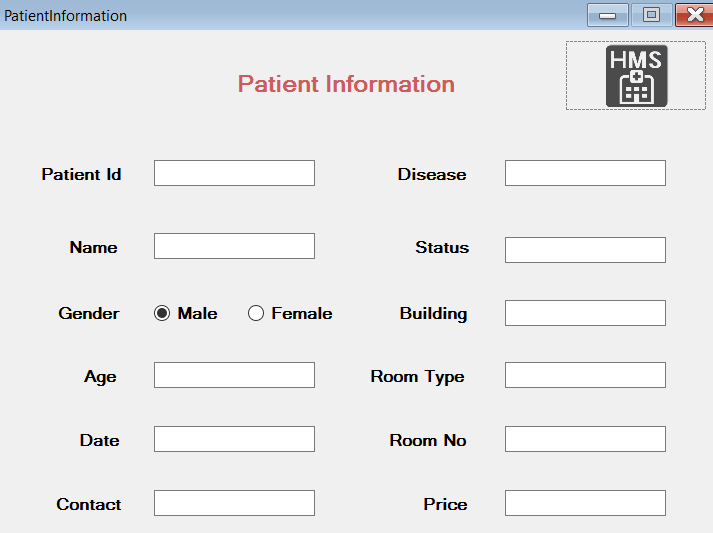 PatientInformation
HMS
Patient Information
Patient Id
Disease
Name
Status
Gender Male Female
Building
Age
Room Type
Date
Room No
Contact
Price